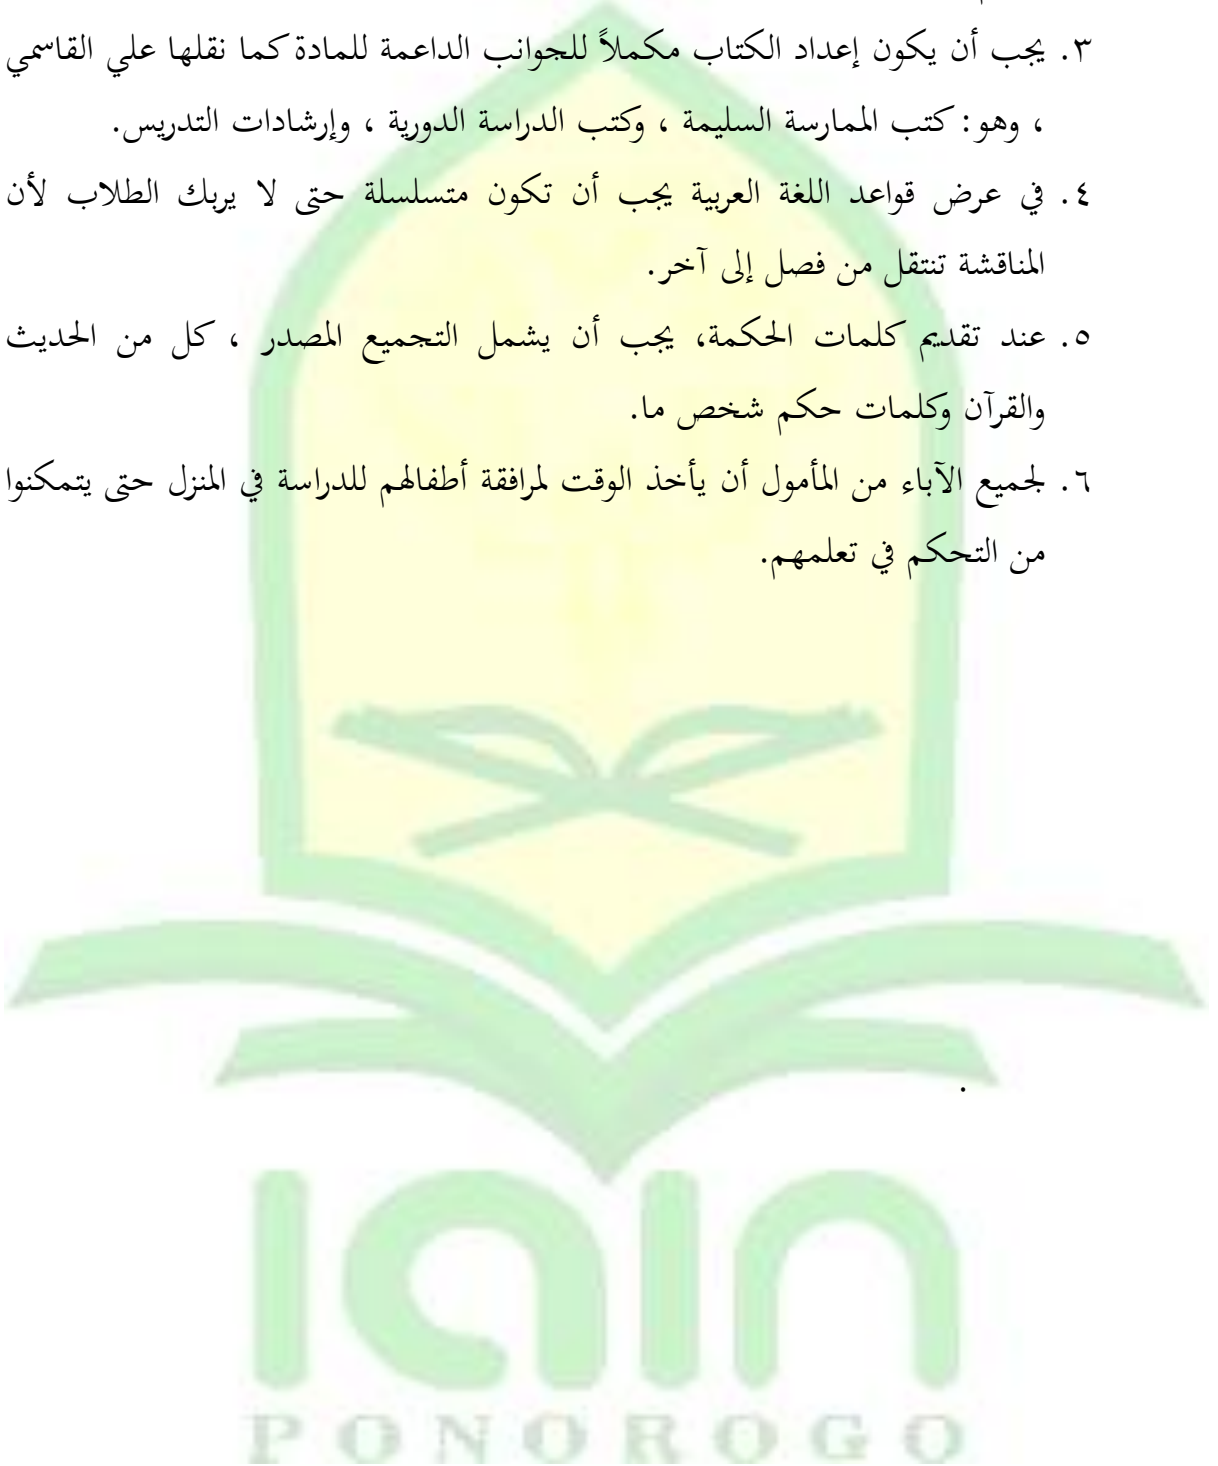 ٣. يجب أن يكون إعداد الكتاب مكملاً للجوانب الداعمة للمادة كما نقلها علي القاسمي
، وهو: كتب الممارسة السليمة ، وكتب الدراسة الدورية ، وإرشادات التدريس.
٤. في عرض قواعد اللغة العربية يجب أن تكون متسلسلة حتى لا يربك الطلاب لأن
المناقشة تنتقل من فصل إلى آخر.
٥. عند تقديم كلمات الحكمة، يجب أن يشمل التجميع المصدر ، كل من الحديث
والقرآن وكلمات حكم شخص ما.
٦. لجميع الآباء من المأمول أن يأخذ الوقت لمرافقة أطفالهم للدراسة في المنزل حتى يتمكنوا
من التحكم في تعلمهم.
.
iain
PONOROGO